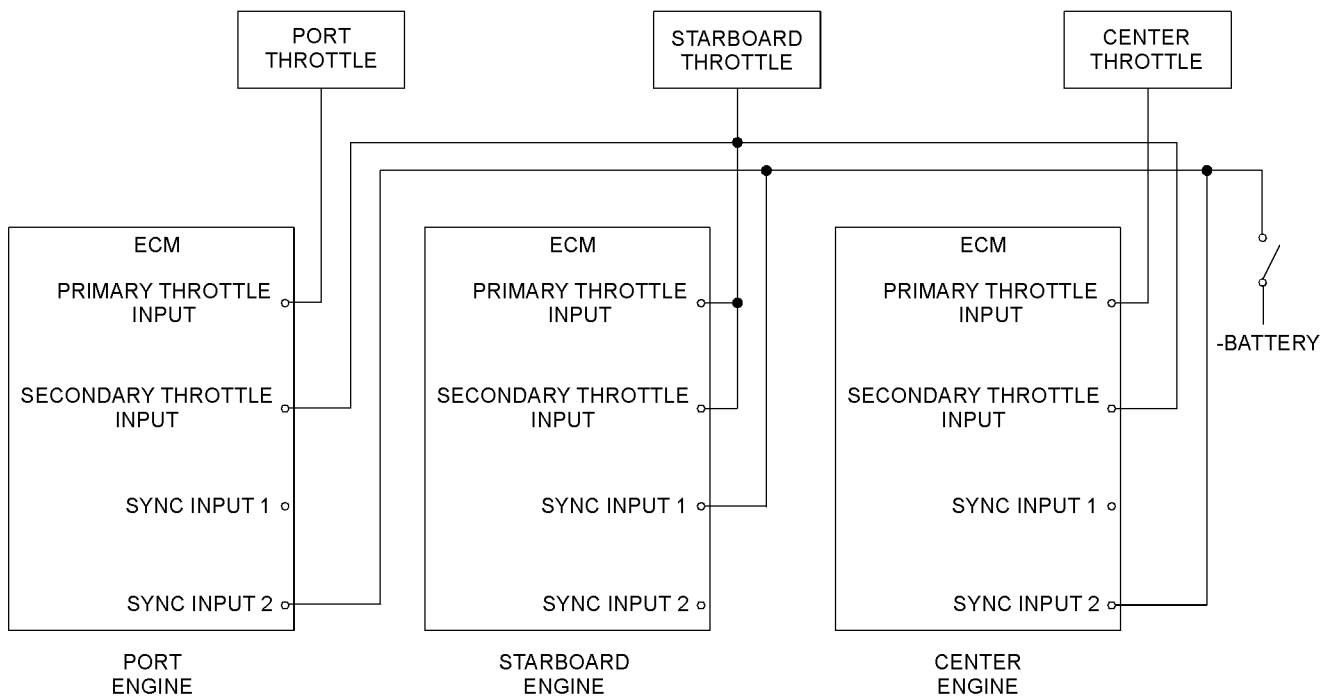 PORT
THROTTLE
STARBOARD
THROTTLE
CENTER
THROTTLE
ECM
PRIMARY THROTTLE
INPUT
SECONDARY THROTTLE
INPUT
SYNC INPUT 1
SYNC INPUT 2
PORT
ENGINE
ECM
PRIMARY THROTTLE
INPUT
SECONDARY THROTTLE
INPUT
SYNC INPUT 1
SYNC INPUT 2
STARBOARD
ENGINE
ECM
PRIMARY THROTTLE
INPUT
SECONDARY THROTTLE
INPUT
SYNC INPUT 1
SYNC INPUT 2
CENTER
ENGINE
-BATTERY